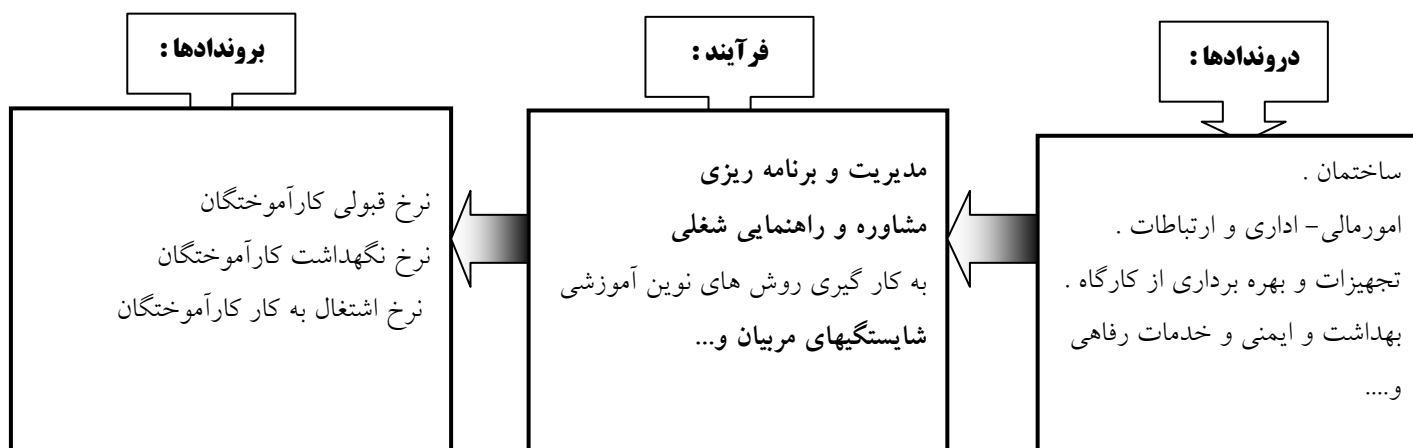 دروندادها :
ساختمان .
امورمالی- اداری و ارتباطات .
تجهیزات و بهره برداری از کارگاه .
بهداشت و ایمنی و خدمات رفاهی
و....
فرآیند :
مدیریت و برنامه ریزی
مشاوره و راهنمایی شغلی
به کار گیری روش های نوین آموزشی
شایستگیهای مربیان و...
بروندادها :
نرخ قبولی کارآموختگان
نرخ نگهداشت کارآموختگان
نرخ اشتغال به کار کارآموختگان